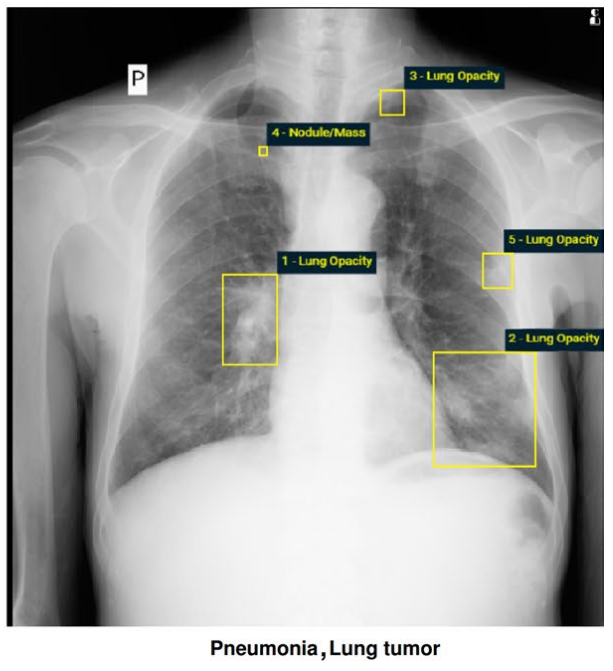 P
3 - Lung Opacity
4 - Nodule/Mass
5 - Lung Opacity
1 - Lung Opacity
2 - Lung Opacity
Pneumonia, Lung tumor